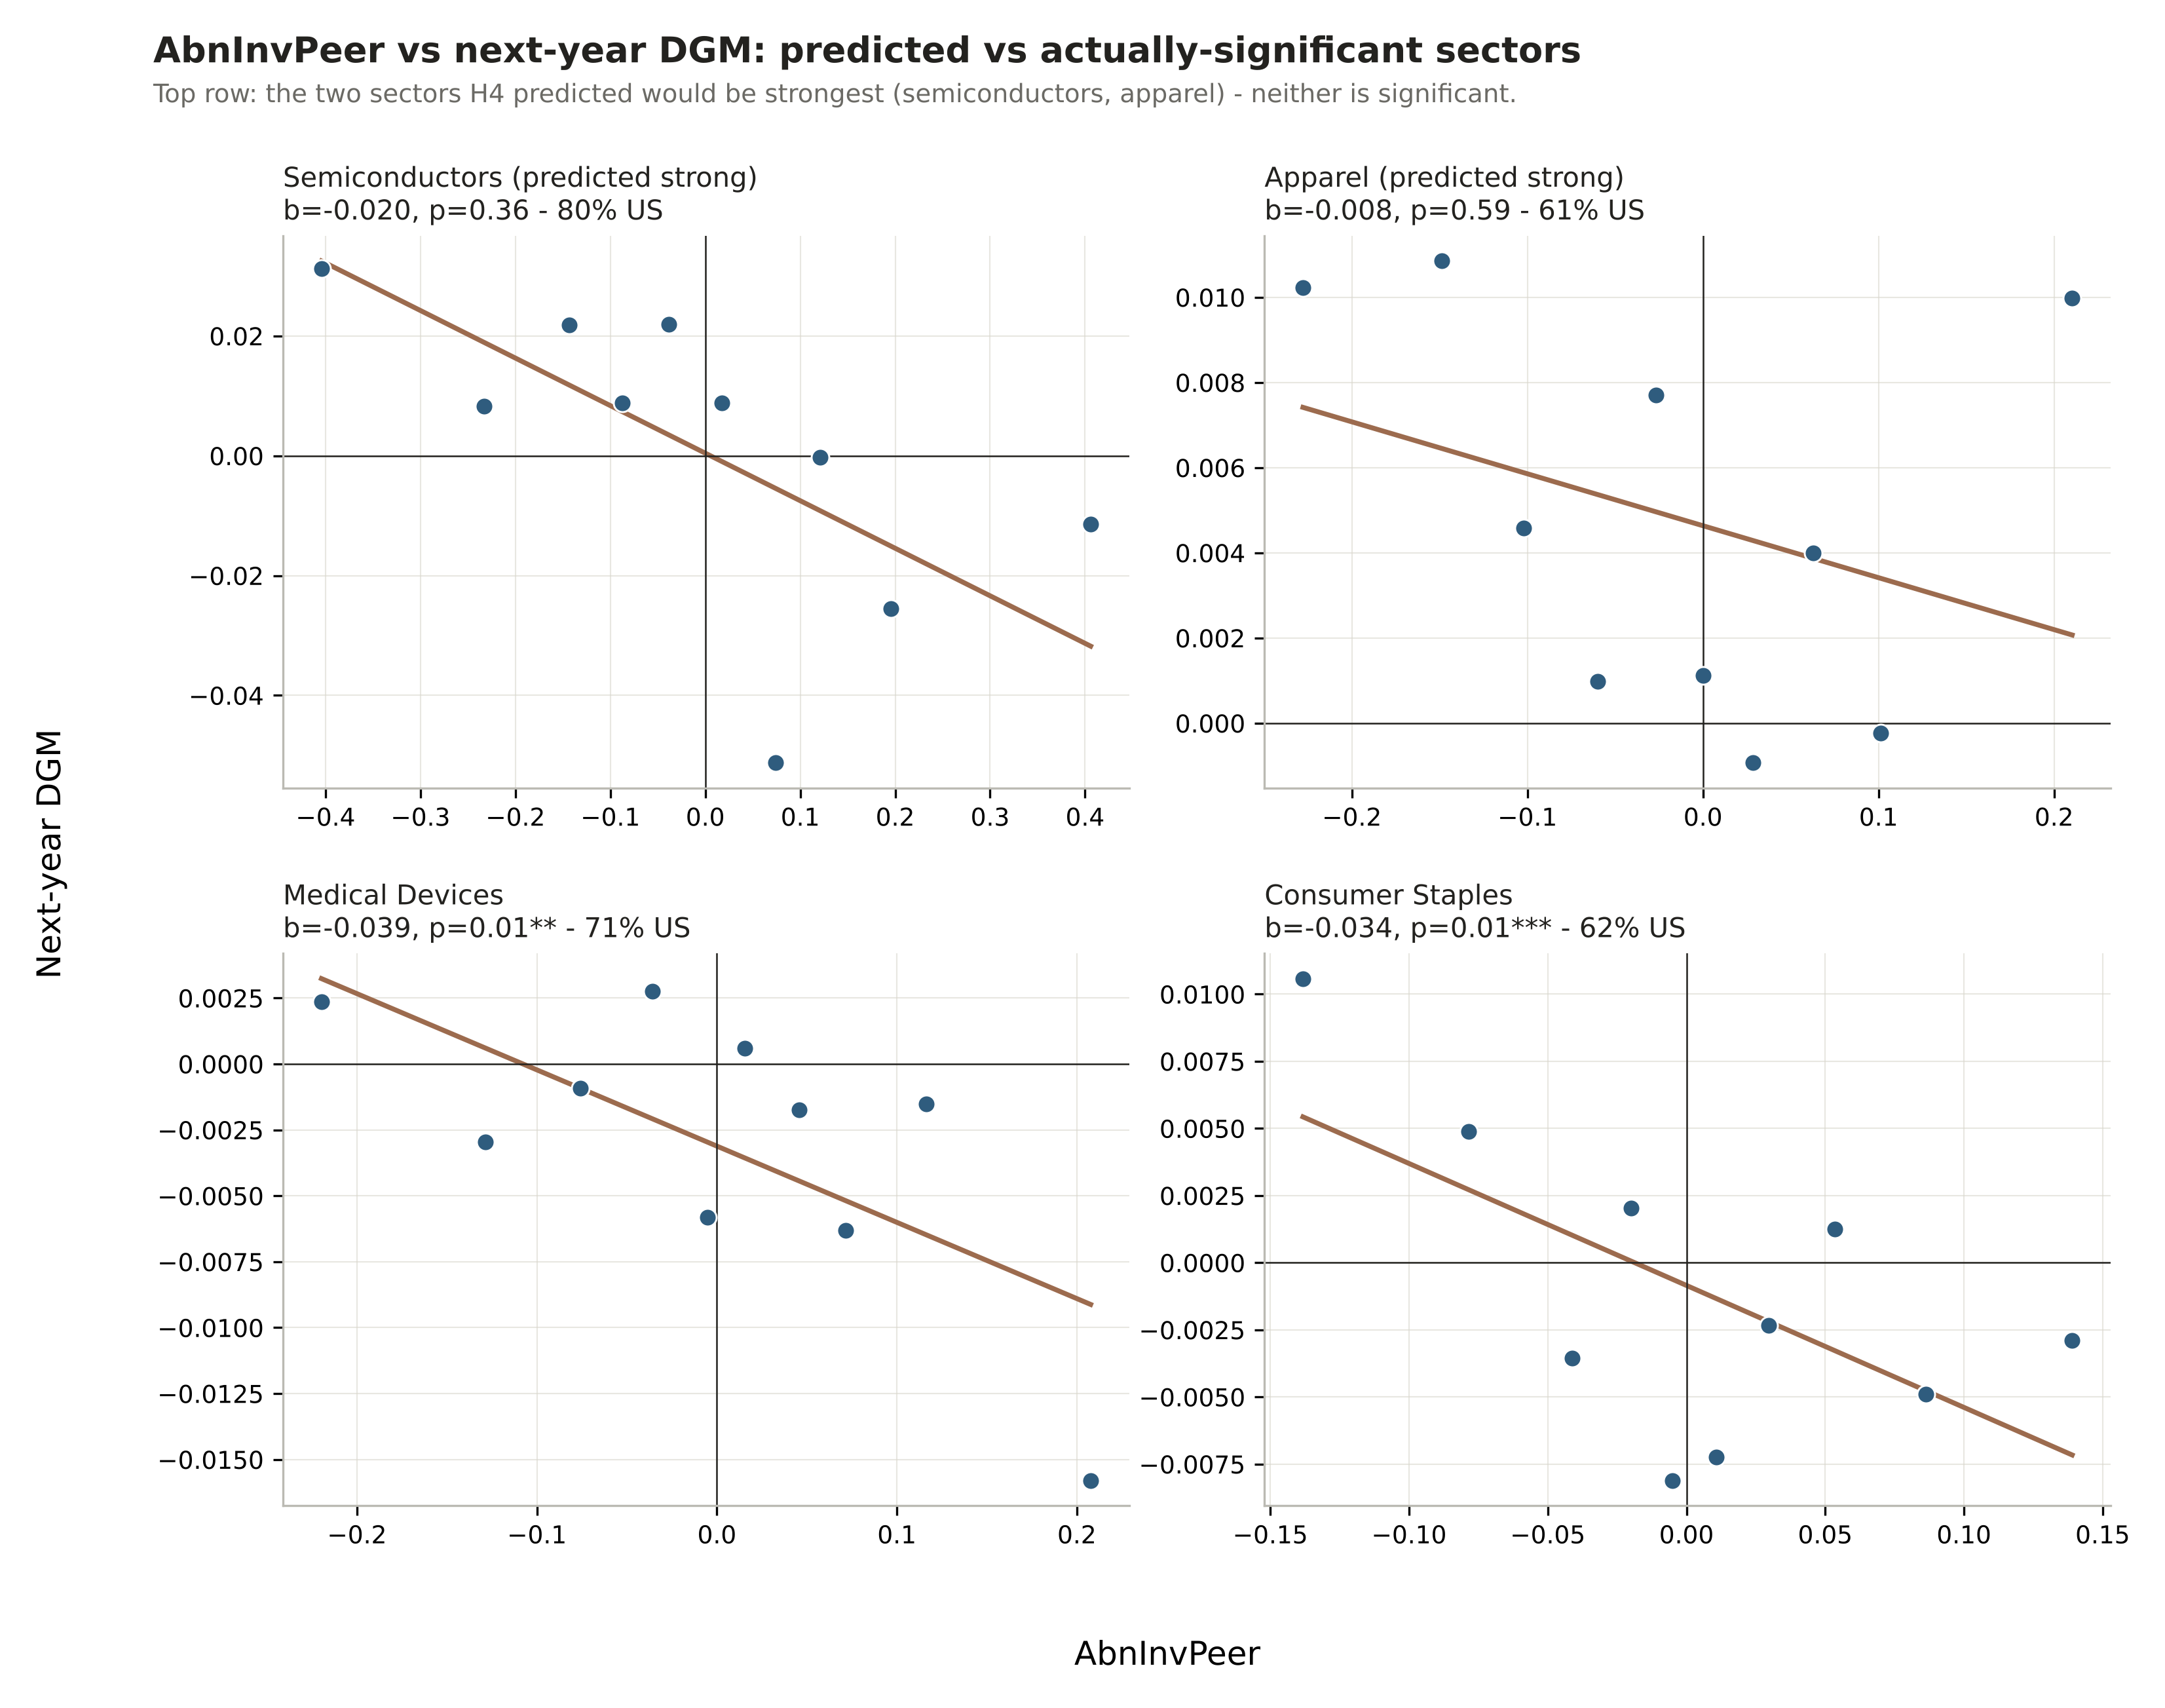 AbnInvPeer vs next-year DGM: predicted vs actually-significant sectors
Top row: the two sectors H4 predicted would be strongest (semiconductors, apparel) - neither is significant.
Semiconductors (predicted strong)
b=-0.020, p=0.36 - 80% US
0.02
0.00
−0.02
−0.04
−0.4 −0.3 −0.2 −0.1 0.0 0.1 0.2 0.3 0.4
Apparel (predicted strong)
b=-0.008, p=0.59 - 61% US
0.010
0.008
0.006
0.004
0.002
0.000
−0.2 −0.1 0.0 0.1 0.2
Next-year DGM
Medical Devices
b=-0.039, p=0.01** - 71% US
0.0025
0.0000
−0.0025
−0.0050
−0.0075
−0.0100
−0.0125
−0.0150
−0.2 −0.1 0.0 0.1 0.2
Consumer Staples
b=-0.034, p=0.01*** - 62% US
0.0100
0.0075
0.0050
0.0025
0.0000
−0.0025
−0.0050
−0.0075
−0.15 −0.10 −0.05 0.00 0.05 0.10 0.15
AbnInvPeer